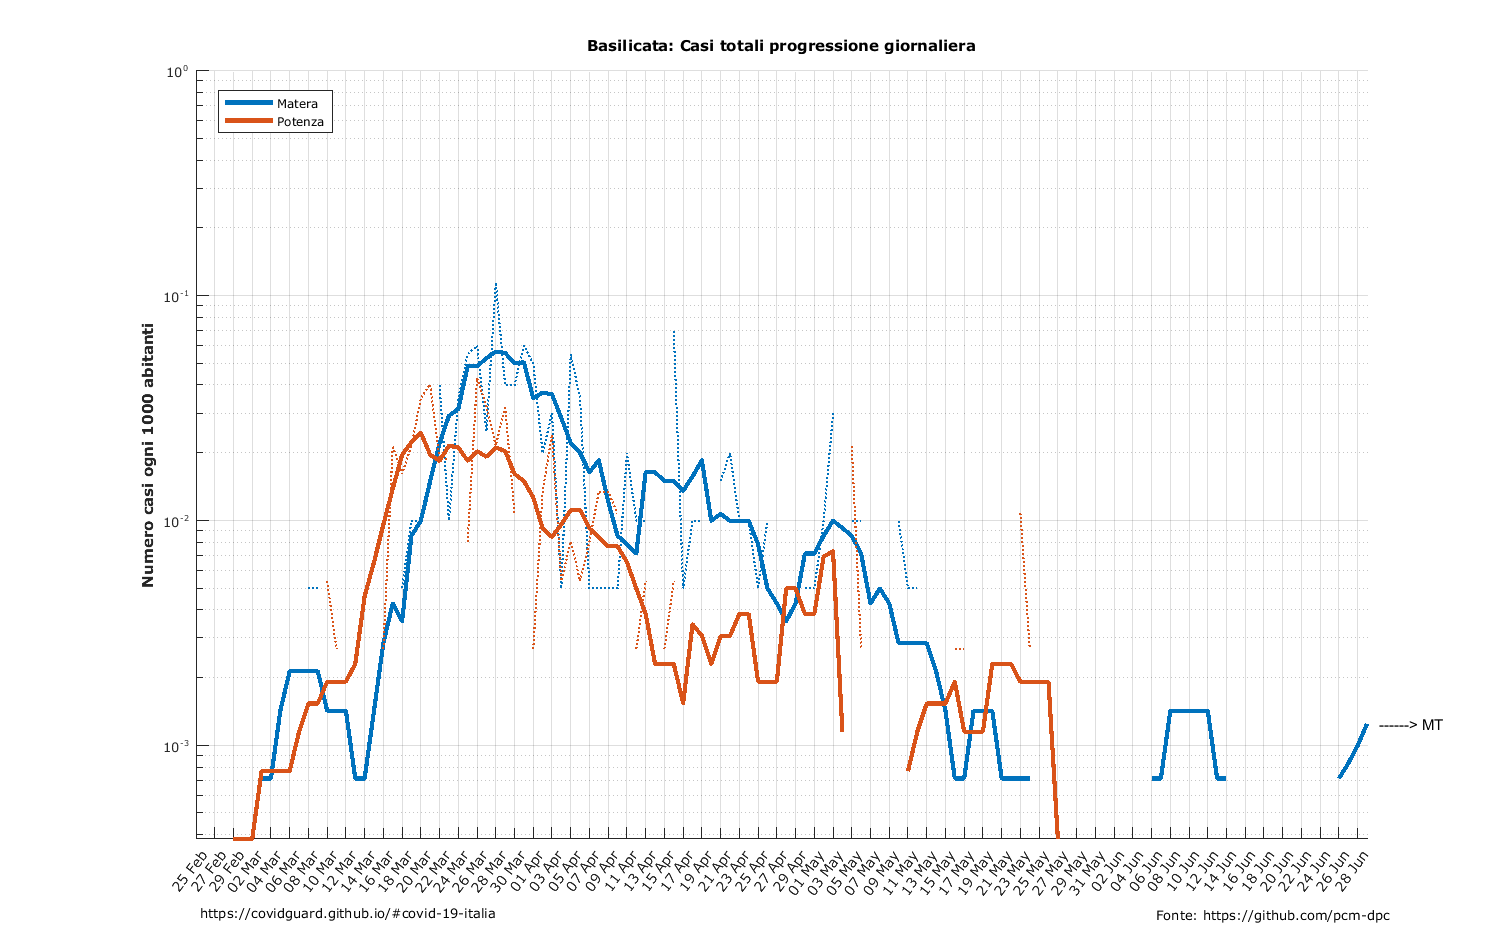 Basilicata: Casi totali progressione giornaliera
Matera
Potenza
Numero casi ogni 1000 abitanti
10⁰
10⁻¹
10⁻²
10⁻³
------> MT
25 Feb
27 Feb
29 Feb
02 Mar
04 Mar
06 Mar
08 Mar
10 Mar
12 Mar
14 Mar
16 Mar
18 Mar
20 Mar
22 Mar
24 Mar
26 Mar
28 Mar
30 Mar
01 Apr
03 Apr
05 Apr
07 Apr
09 Apr
11 Apr
13 Apr
15 Apr
17 Apr
19 Apr
21 Apr
23 Apr
25 Apr
27 Apr
29 Apr
01 May
03 May
05 May
07 May
09 May
11 May
13 May
15 May
17 May
19 May
21 May
23 May
25 May
27 May
29 May
31 May
02 Jun
04 Jun
06 Jun
08 Jun
10 Jun
12 Jun
14 Jun
16 Jun
18 Jun
20 Jun
22 Jun
24 Jun
26 Jun
28 Jun
https://covidguard.github.io/#covid-19-italia
Fonte: https://github.com/pcm-dpc